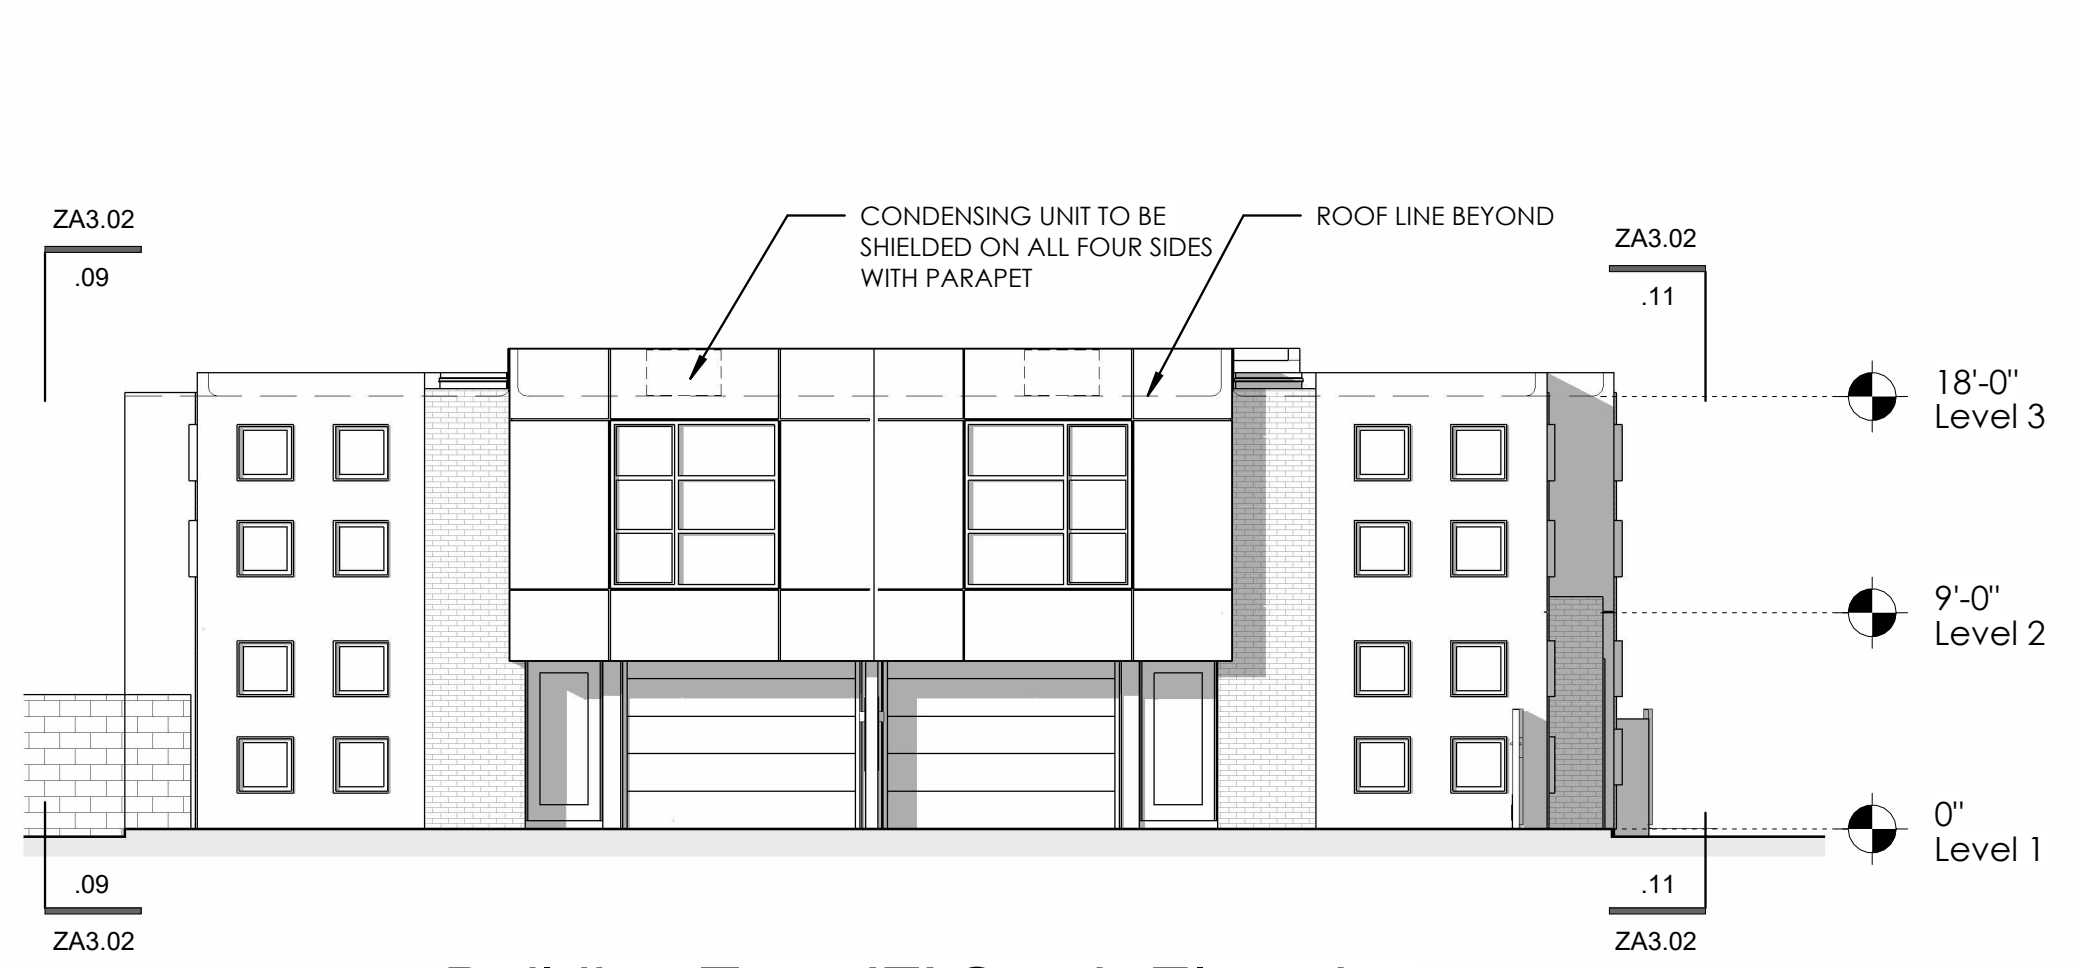 ZA3.02
.09
CONDENSING UNIT TO BE
SHIELDED ON ALL FOUR SIDES
WITH PARAPET
ROOF LINE BEYOND
ZA3.02
.11
18'-0"
Level 3
9'-0"
Level 2
0"
Level 1
.09
ZA3.02
.11
ZA3.02